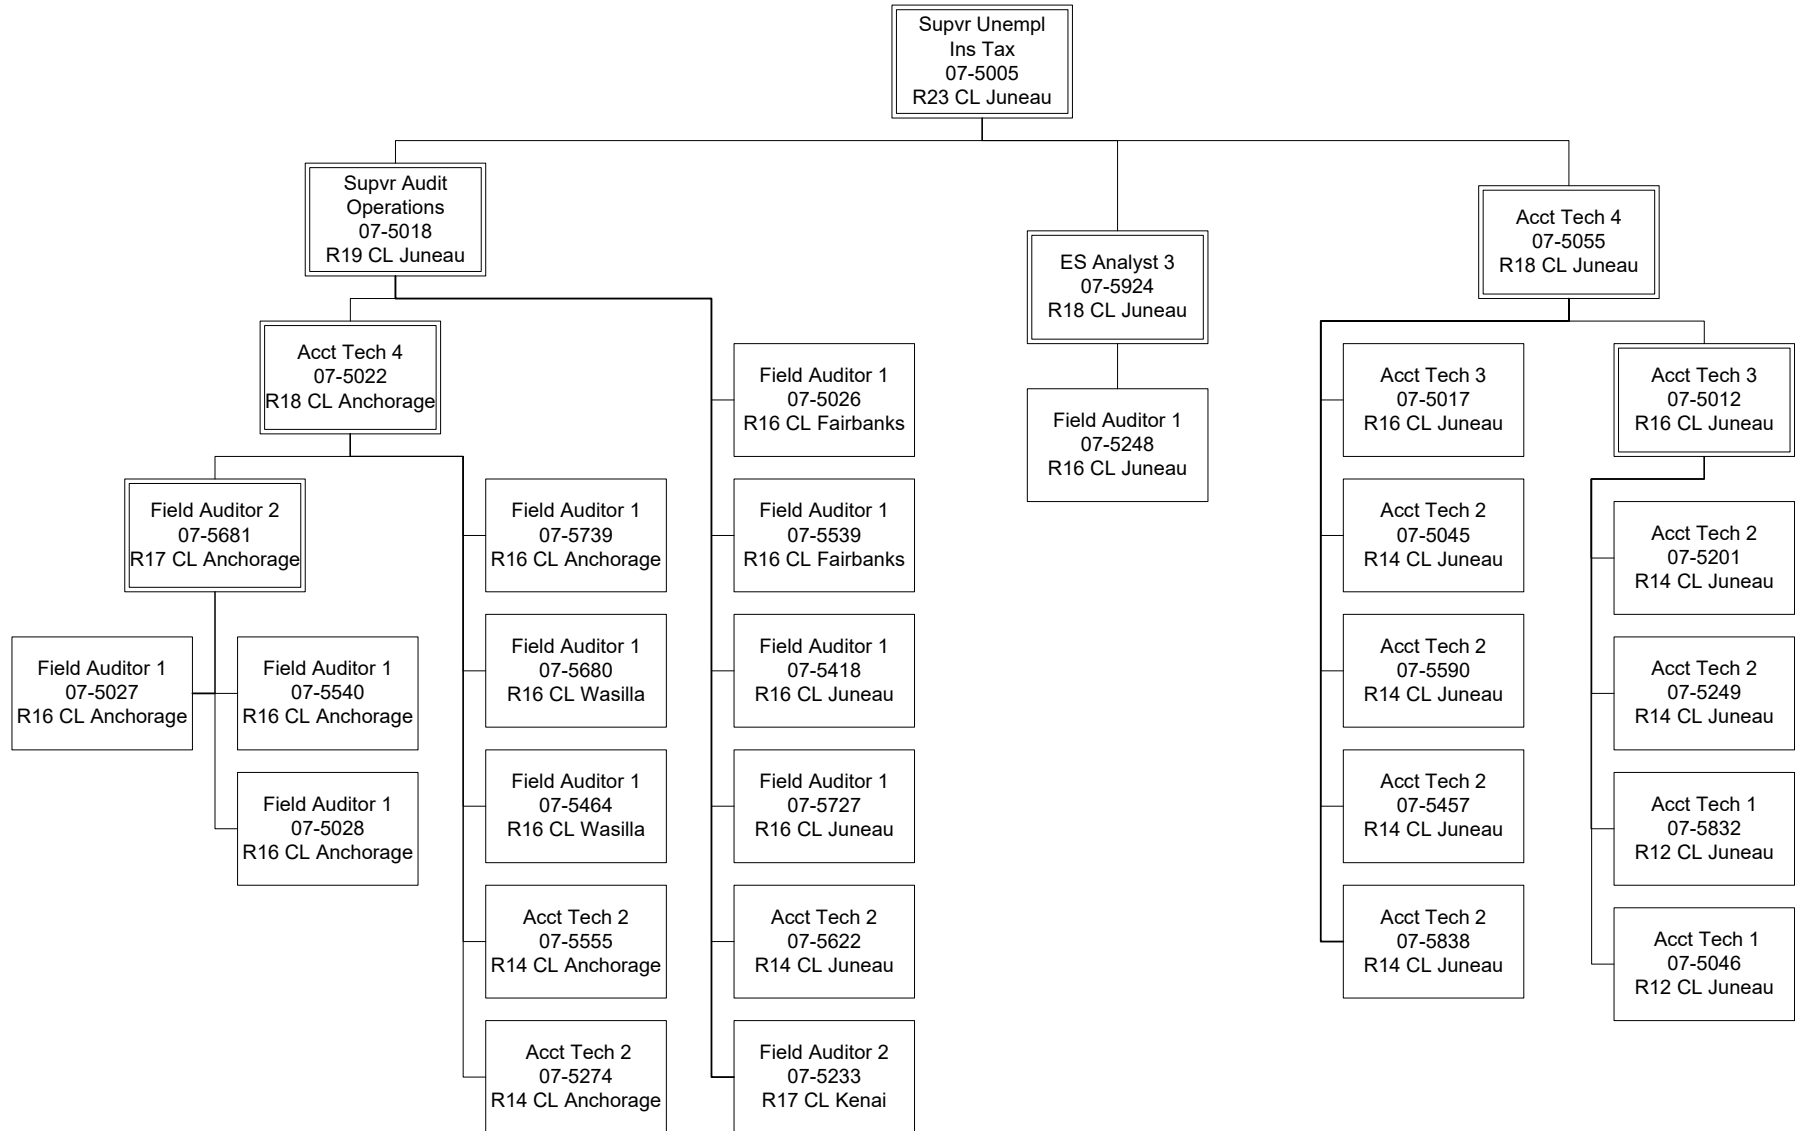 Supvr Unempl
Ins Tax
07-5005
R23 CL Juneau
Supvr Audit
Operations
07-5018
R19 CL Juneau
Acct Tech 4
07-5022
R18 CL Anchorage
Field Auditor 2
07-5681
R17 CL Anchorage
Field Auditor 1
07-5027
R16 CL Anchorage
Field Auditor 1
07-5540
R16 CL Anchorage
Field Auditor 1
07-5028
R16 CL Anchorage
Field Auditor 1
07-5739
R16 CL Anchorage
Field Auditor 1
07-5680
R16 CL Wasilla
Field Auditor 1
07-5464
R16 CL Wasilla
Acct Tech 2
07-5555
R14 CL Anchorage
Acct Tech 2
07-5274
R14 CL Anchorage
Field Auditor 1
07-5026
R16 CL Fairbanks
Field Auditor 1
07-5539
R16 CL Fairbanks
Field Auditor 1
07-5418
R16 CL Juneau
Field Auditor 1
07-5727
R16 CL Juneau
Acct Tech 2
07-5622
R14 CL Juneau
Field Auditor 2
07-5233
R17 CL Kenai
ES Analyst 3
07-5924
R18 CL Juneau
Field Auditor 1
07-5248
R16 CL Juneau
Acct Tech 4
07-5055
R18 CL Juneau
Acct Tech 3
07-5017
R16 CL Juneau
Acct Tech 2
07-5045
R14 CL Juneau
Acct Tech 2
07-5590
R14 CL Juneau
Acct Tech 2
07-5457
R14 CL Juneau
Acct Tech 2
07-5838
R14 CL Juneau
Acct Tech 3
07-5012
R16 CL Juneau
Acct Tech 2
07-5201
R14 CL Juneau
Acct Tech 2
07-5249
R14 CL Juneau
Acct Tech 1
07-5832
R12 CL Juneau
Acct Tech 1
07-5046
R12 CL Juneau